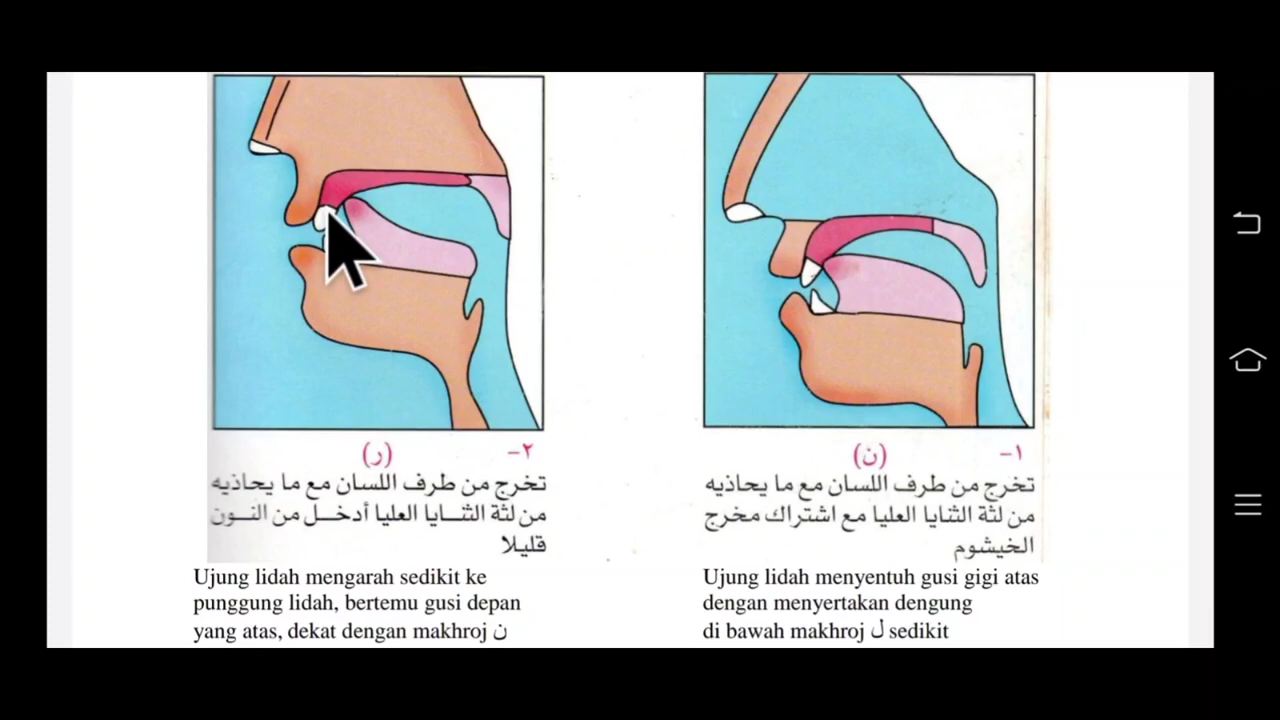 ١- (ن)
تخرج من طرف اللسان مع ما يحاذيه
من لثة الثنايا العليا مع اشتراك مخرج
الخيشوم
Ujung lidah menyentuh gusi gigi atas
dengan menyertakan dengung
di bawah makhroj ل sedikit
٢- (ر)
تخرج من طرف اللسان مع ما يحاذيه
من لثة الثنــايا العليا أدخــل من النــون
قليلا
Ujung lidah mengarah sedikit ke
punggung lidah, bertemu gusi depan
yang atas, dekat dengan makhroj ن